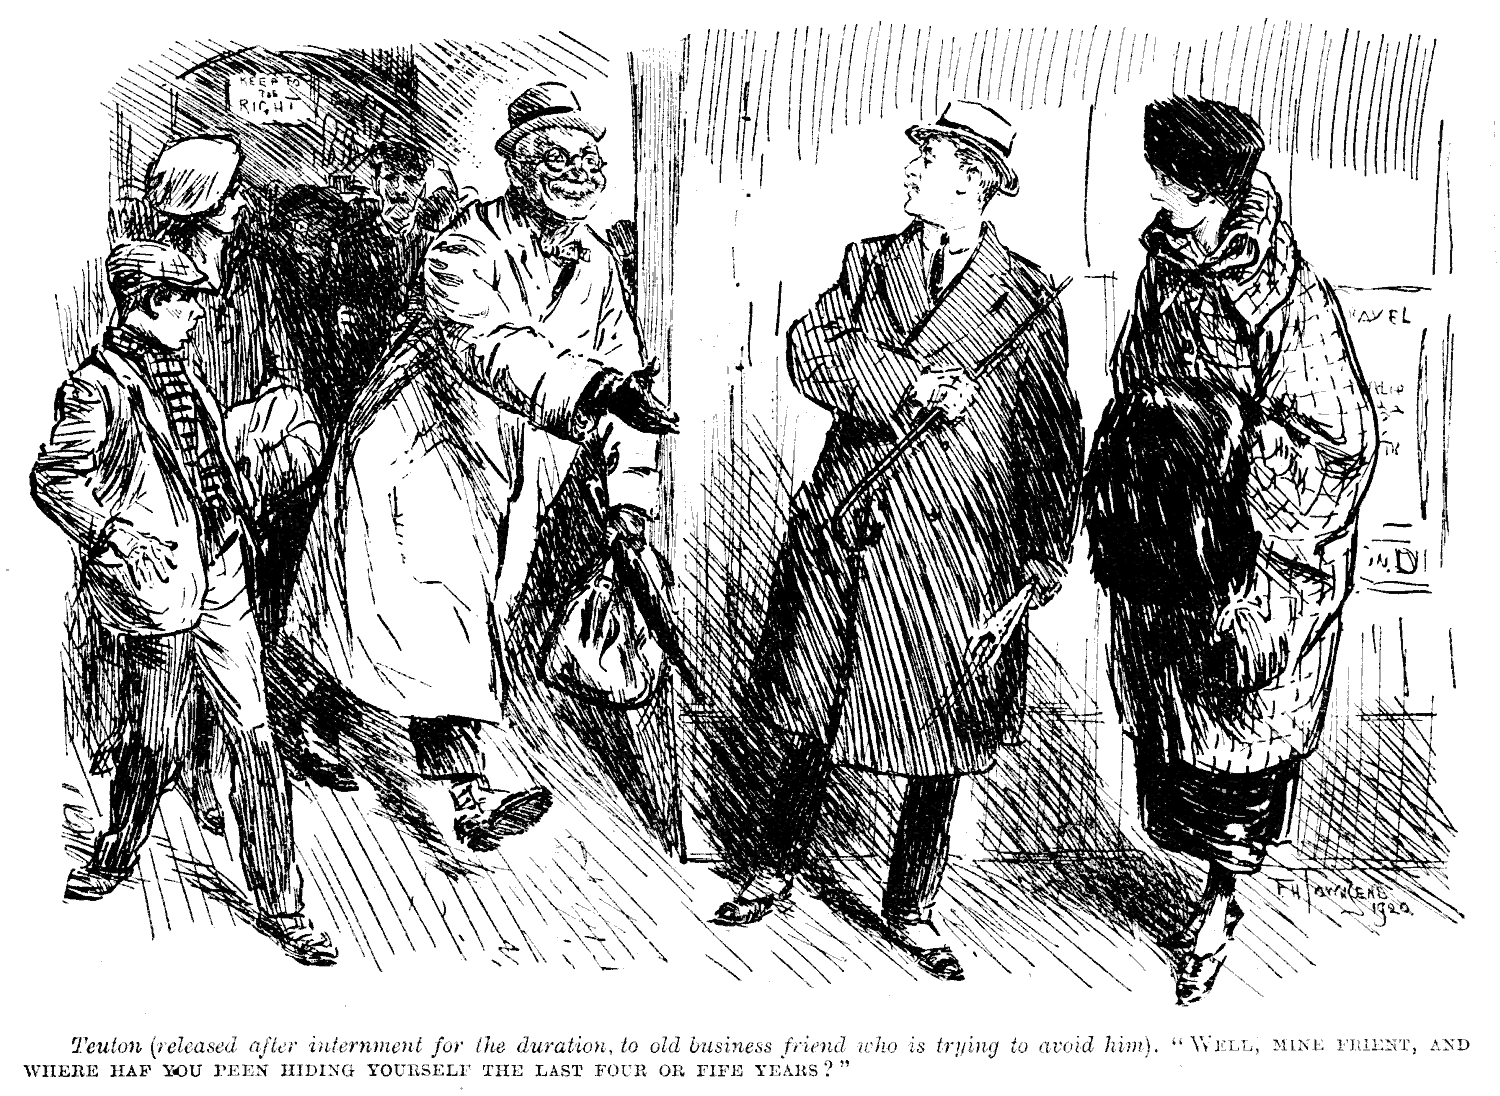 KEEP TO
THE
RIGHT
AVEL
IND
F H TOWNSEND
1920.
Teuton (released after internment for the duration, to old business friend who is trying to avoid him). "WELL, MINE FRIENT, AND
WHERE HAF YOU PEEN HIDING YOURSELF THE LAST FOUR OR FIFE YEARS?"